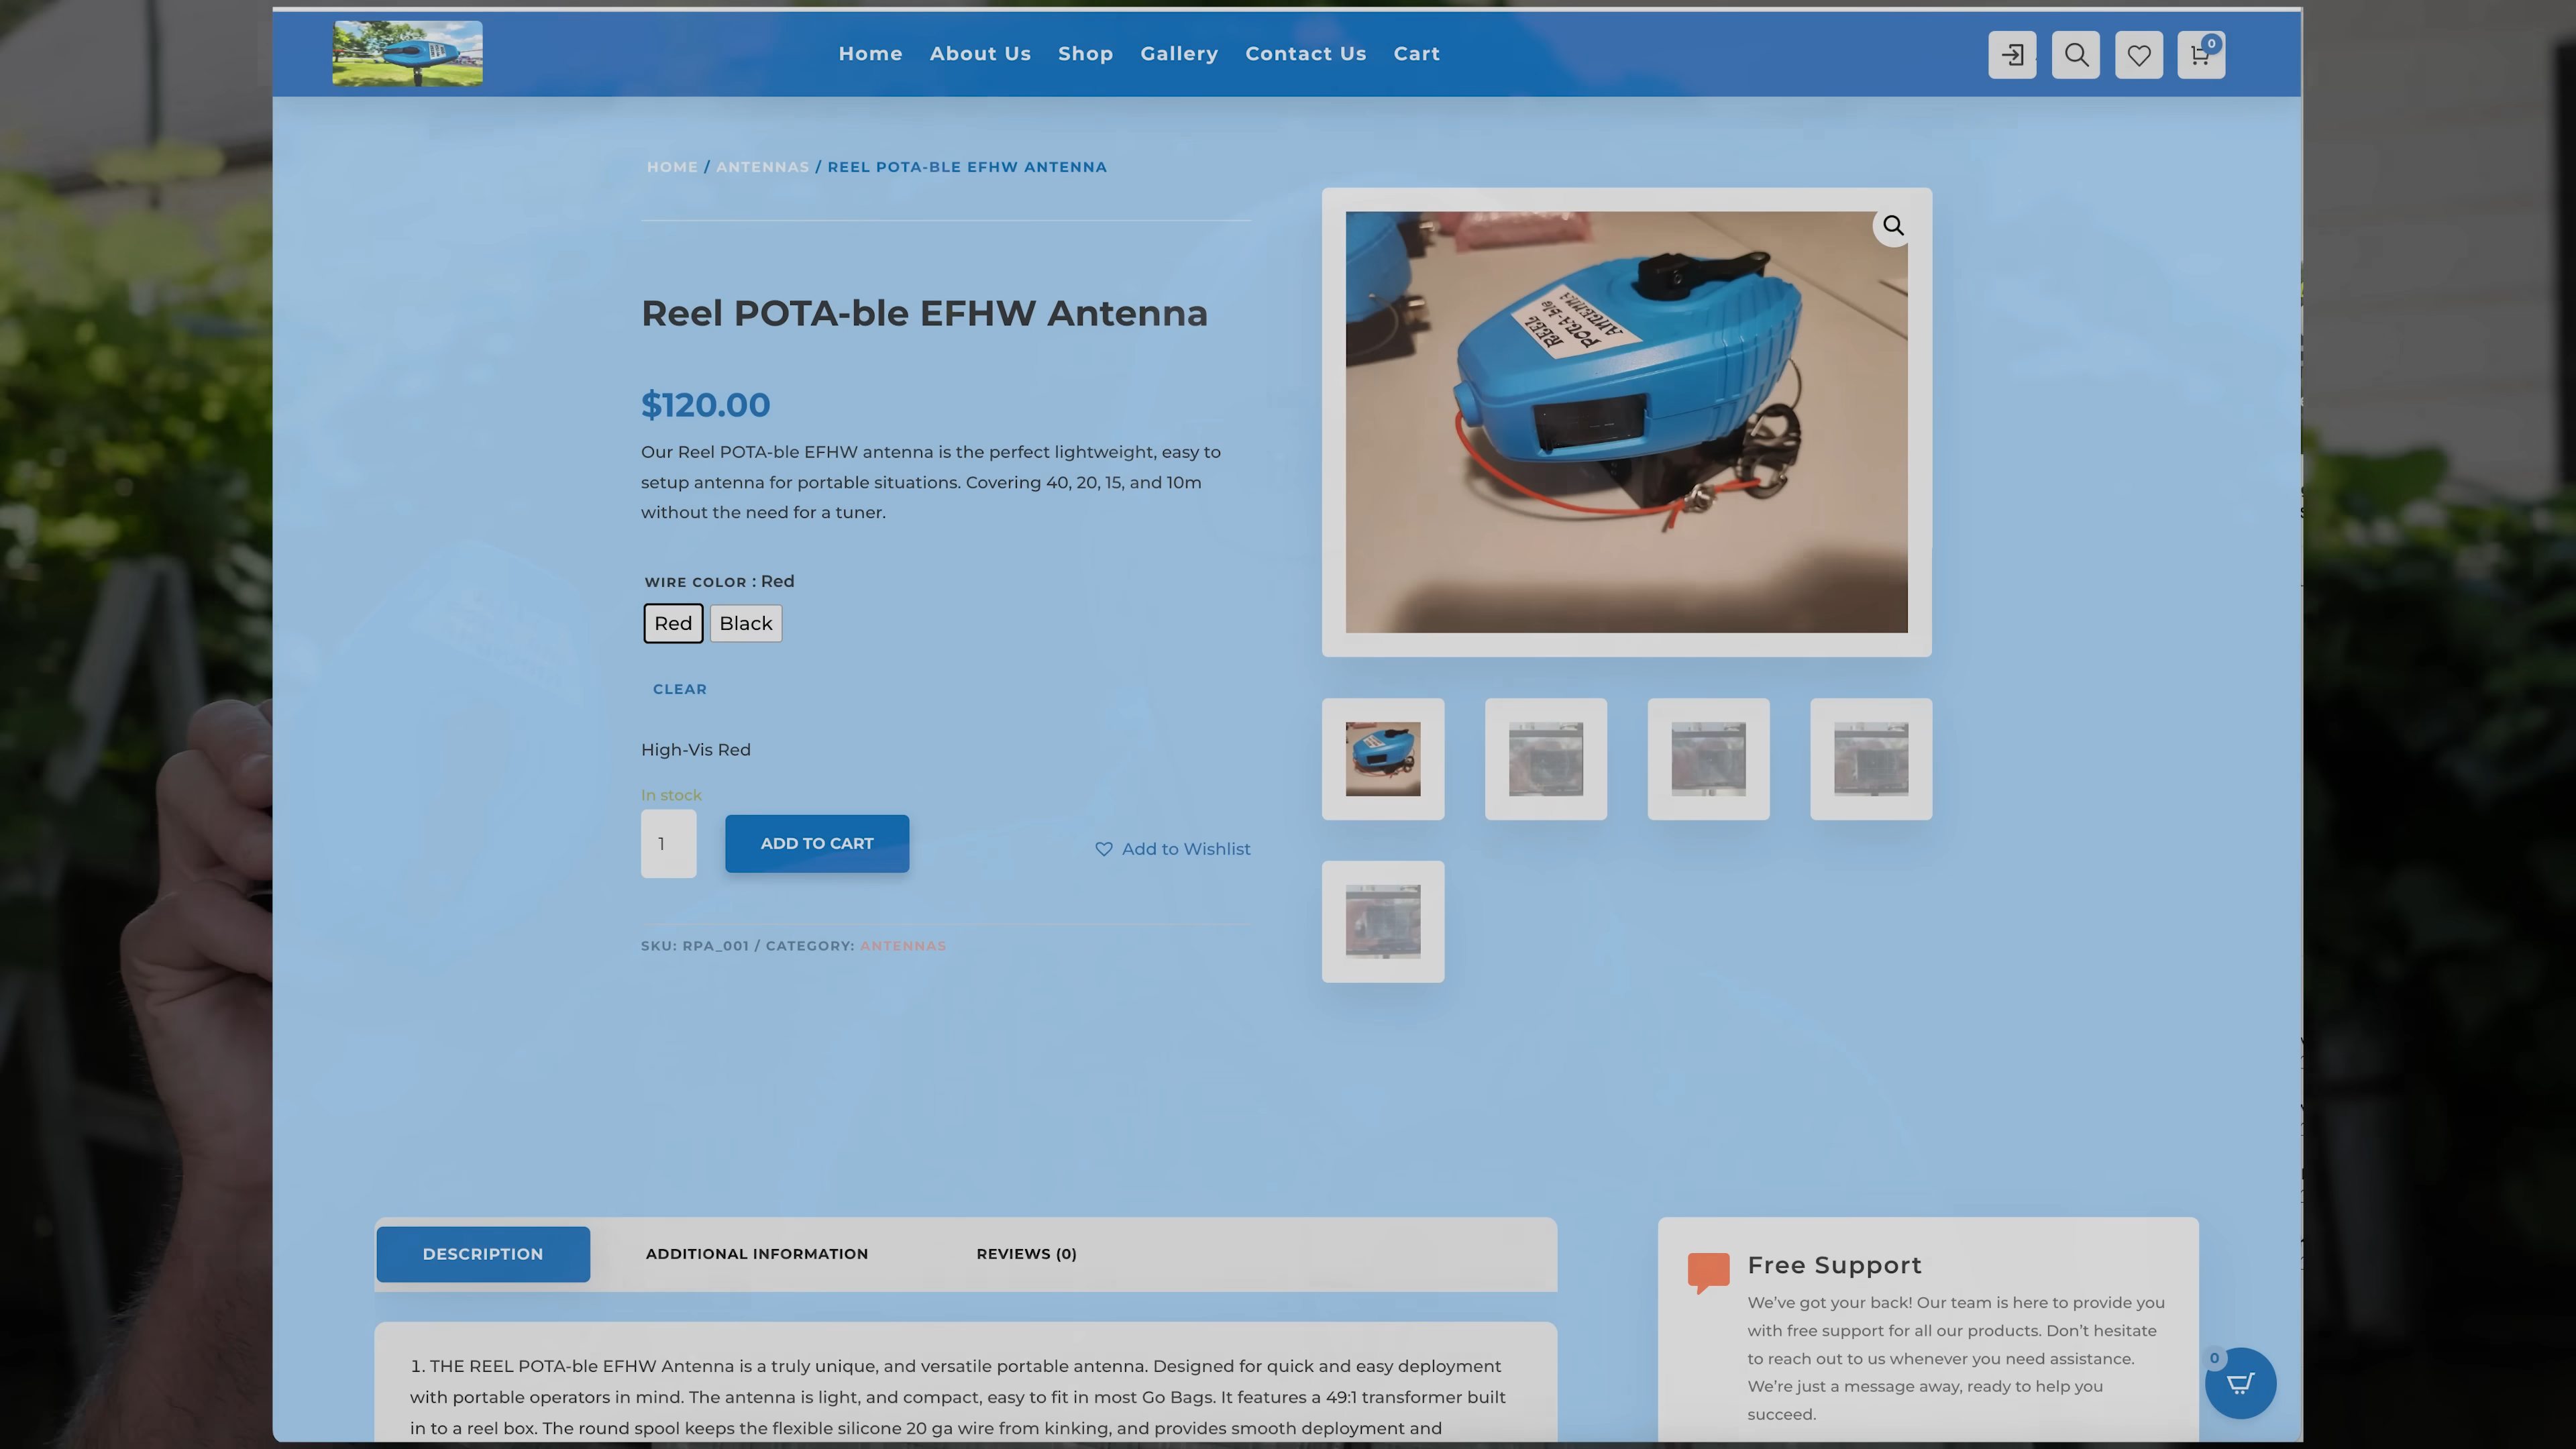 Home About Us Shop Gallery Contact Us Cart
0
HOME / ANTENNAS / REEL POTA-BLE EFHW ANTENNA
REEL
POTA-ble
ANTENNA
Reel POTA-ble EFHW Antenna
$120.00
Our Reel POTA-ble EFHW antenna is the perfect lightweight, easy to
setup antenna for portable situations. Covering 40, 20, 15, and 10m
without the need for a tuner.
WIRE COLOR : Red
Red Black
CLEAR
High-Vis Red
In stock
1 ADD TO CART Add to Wishlist
SKU: RPA_001 / CATEGORY: ANTENNAS
DESCRIPTION ADDITIONAL INFORMATION REVIEWS (0)
1. THE REEL POTA-ble EFHW Antenna is a truly unique, and versatile portable antenna. Designed for quick and easy deployment
with portable operators in mind. The antenna is light, and compact, easy to fit in most Go Bags. It features a 49:1 transformer built
in to a reel box. The round spool keeps the flexible silicone 20 ga wire from kinking, and provides smooth deployment and
Free Support
We've got your back! Our team is here to provide you
with free support for all our products. Don't hesitate
to reach out to us whenever you need assistance.
We're just a message away, ready to help you
succeed.
0